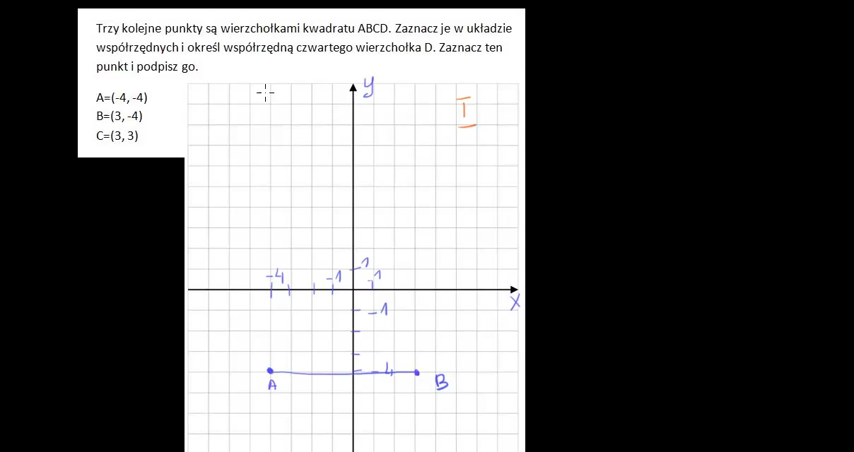 Trzy kolejne punkty są wierzchołkami kwadratu ABCD. Zaznacz je w układzie
współrzędnych i określ współrzędną czwartego wierzchołka D. Zaznacz ten
punkt i podpisz go.
A=(-4, -4)
B=(3, -4)
C=(3, 3)
y
I
1
-4 -1 1
x
-1
-4
A B